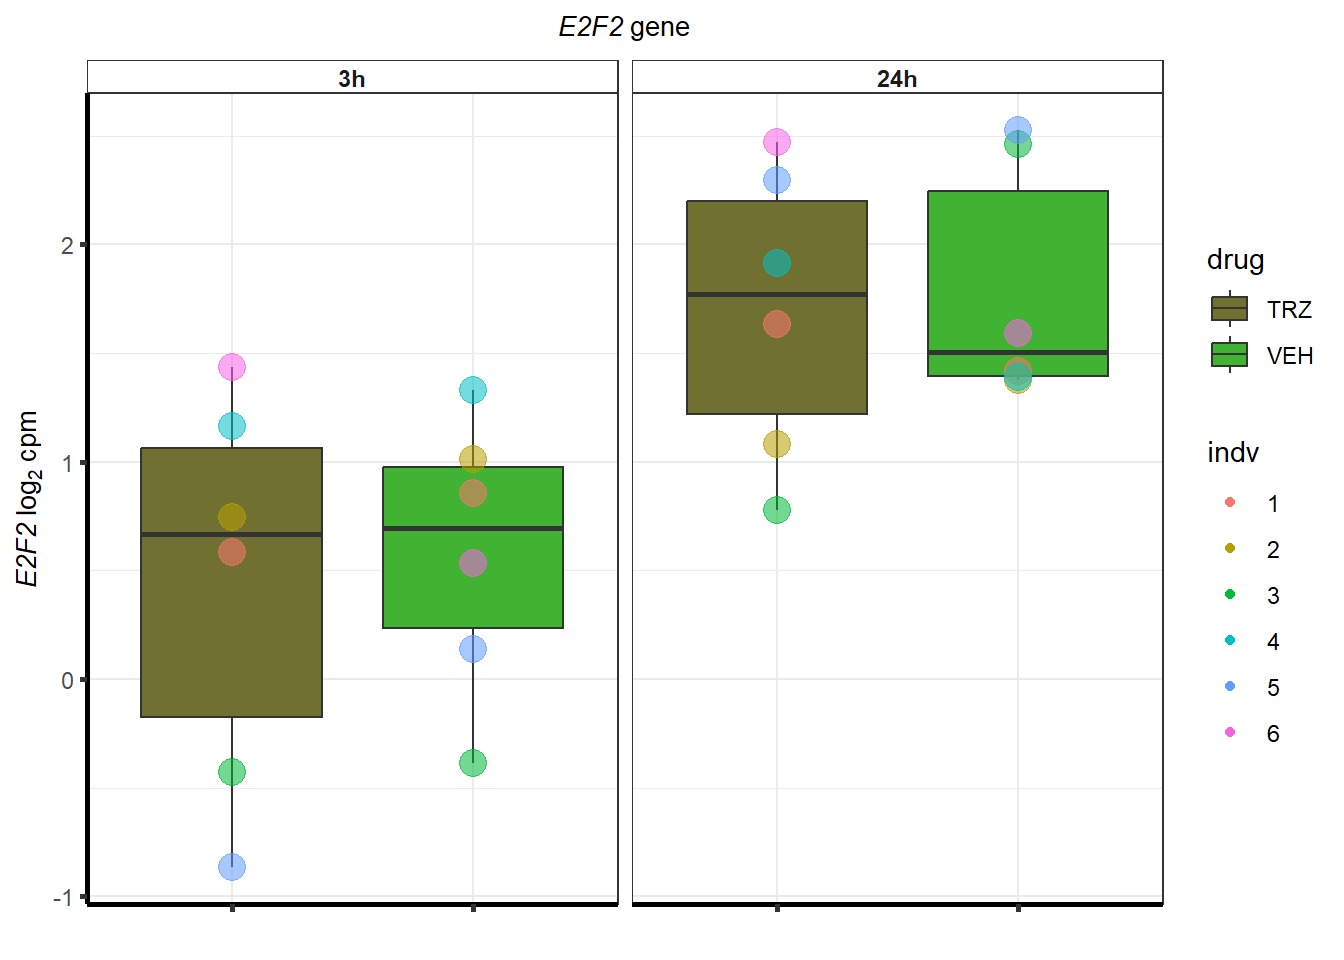 E2F2 gene
3h
24h
2
1
0
-1
E2F2 log₂ cpm
drug
TRZ
VEH
indv
1
2
3
4
5
6